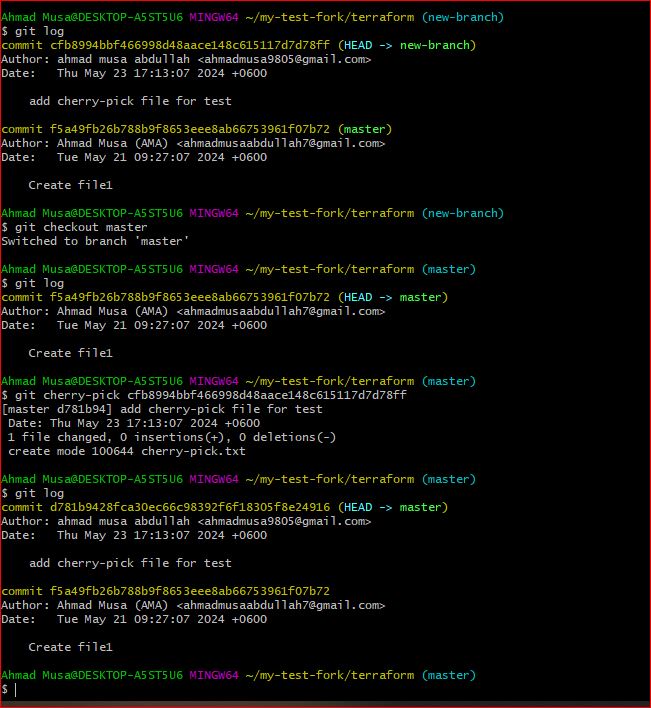 Ahmad Musa@DESKTOP-A5ST5U6 MINGW64 ~/my-test-fork/terraform (new-branch)
$ git log
commit cfb8994bbf466998d48aace148c615117d7d78ff (HEAD -> new-branch)
Author: ahmad musa abdullah <ahmadmusa9805@gmail.com>
Date:   Thu May 23 17:13:07 2024 +0600

    add cherry-pick file for test

commit f5a49fb26b788b9f8653eee8ab66753961f07b72 (master)
Author: Ahmad Musa (AMA) <ahmadmusaabdullah7@gmail.com>
Date:   Tue May 21 09:27:07 2024 +0600

    Create file1

Ahmad Musa@DESKTOP-A5ST5U6 MINGW64 ~/my-test-fork/terraform (new-branch)
$ git checkout master
Switched to branch 'master'

Ahmad Musa@DESKTOP-A5ST5U6 MINGW64 ~/my-test-fork/terraform (master)
$ git log
commit f5a49fb26b788b9f8653eee8ab66753961f07b72 (HEAD -> master)
Author: Ahmad Musa (AMA) <ahmadmusaabdullah7@gmail.com>
Date:   Tue May 21 09:27:07 2024 +0600

    Create file1

Ahmad Musa@DESKTOP-A5ST5U6 MINGW64 ~/my-test-fork/terraform (master)
$ git cherry-pick cfb8994bbf466998d48aace148c615117d7d78ff
[master d781b94] add cherry-pick file for test
 Date: Thu May 23 17:13:07 2024 +0600
 1 file changed, 0 insertions(+), 0 deletions(-)
 create mode 100644 cherry-pick.txt

Ahmad Musa@DESKTOP-A5ST5U6 MINGW64 ~/my-test-fork/terraform (master)
$ git log
commit d781b9428fca30ec66c98392f6f18305f8e24916 (HEAD -> master)
Author: ahmad musa abdullah <ahmadmusa9805@gmail.com>
Date:   Thu May 23 17:13:07 2024 +0600

    add cherry-pick file for test

commit f5a49fb26b788b9f8653eee8ab66753961f07b72
Author: Ahmad Musa (AMA) <ahmadmusaabdullah7@gmail.com>
Date:   Tue May 21 09:27:07 2024 +0600

    Create file1

Ahmad Musa@DESKTOP-A5ST5U6 MINGW64 ~/my-test-fork/terraform (master)
$